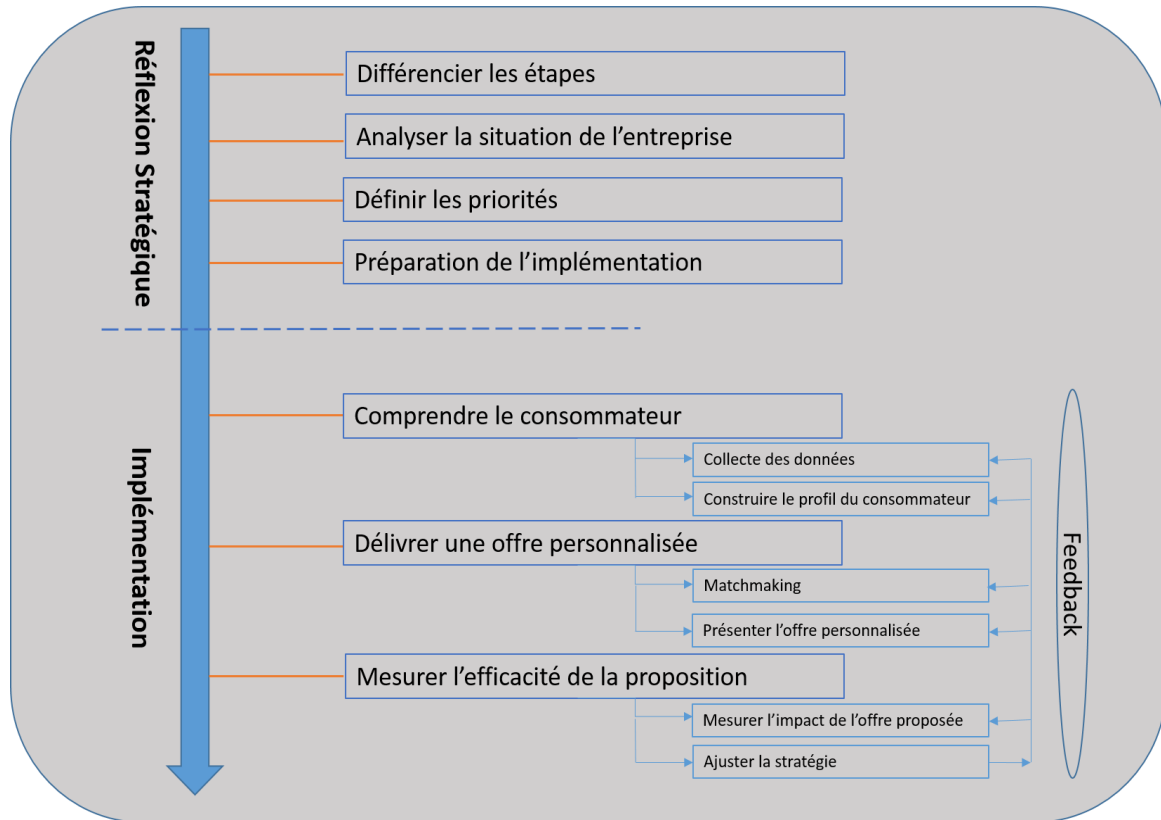 Réflexion Stratégique
Différencier les étapes
Analyser la situation de l’entreprise
Définir les priorités
Préparation de l’implémentation
Implémentation
Comprendre le consommateur
Collecte des données
Construire le profil du consommateur
Délivrer une offre personnalisée
Matchmaking
Présenter l’offre personnalisée
Mesurer l’efficacité de la proposition
Mesurer l’impact de l’offre proposée
Ajuster la stratégie
Feedback